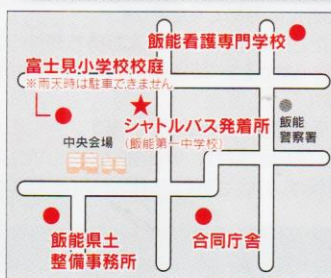 飯能看護専門学校
富士見小学校校庭
※雨天時は駐車できません
シャトルバス発着所
(飯能第一中学校)
飯能
警察署
中央会場
飯能県土
整備事務所
合同庁舎